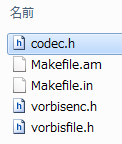 名前
codec.h
Makefile.am
Makefile.in
vorbisenc.h
vorbisfile.h